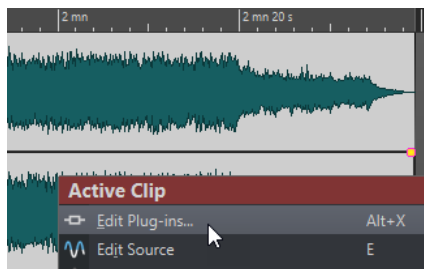 2 mn
2 mn 20 s
Active Clip
Edit Plug-ins...
Alt+X
Edit Source
E